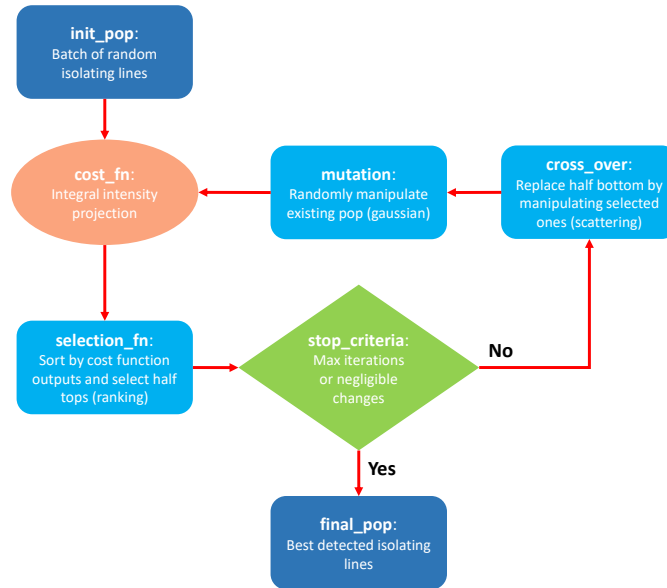 init_pop:
Batch of random
isolating lines
cost_fn:
Integral intensity
projection
mutation:
Randomly manipulate
existing pop (gaussian)
cross_over:
Replace half bottom by
manipulating selected
ones (scattering)
selection_fn:
Sort by cost function
outputs and select half
tops (ranking)
stop_criteria:
Max iterations
or negligible
changes
No
Yes
final_pop:
Best detected isolating
lines